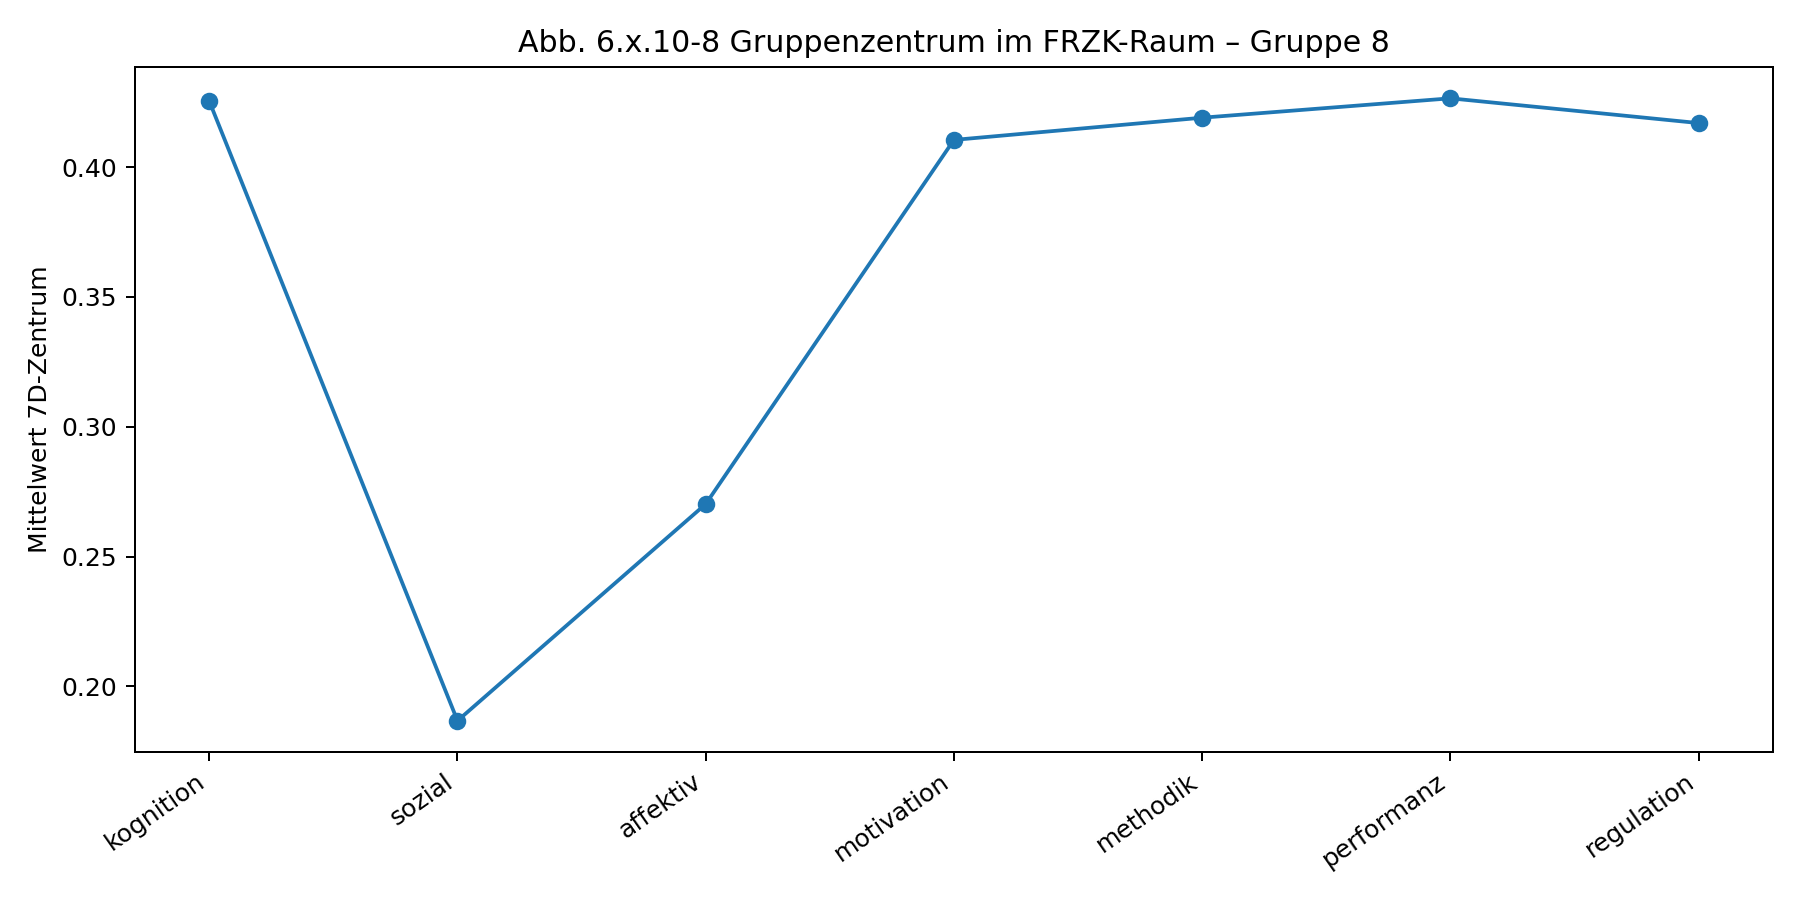 Abb. 6.x.10-8 Gruppenzentrum im FRZK-Raum – Gruppe 8
Mittelwert 7D-Zentrum
0.40
0.35
0.30
0.25
0.20
kognition
sozial
affektiv
motivation
methodik
performanz
regulation